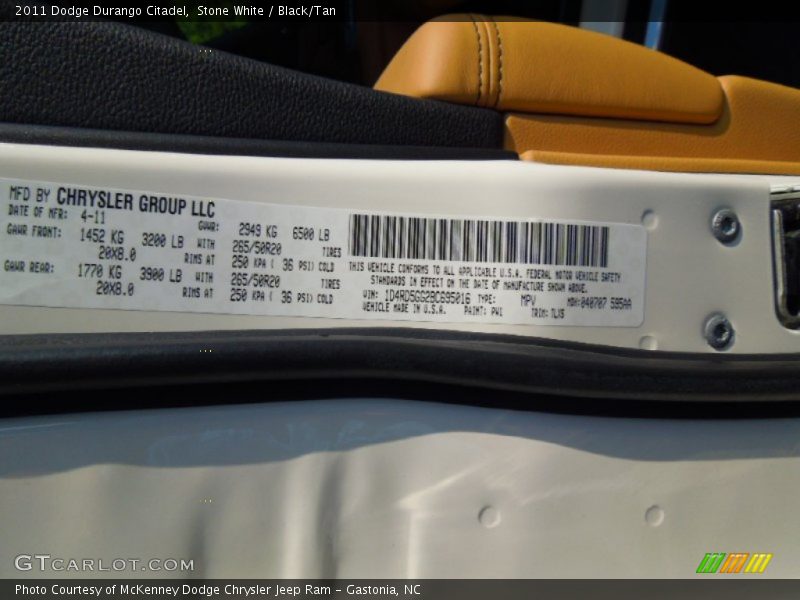 2011 Dodge Durango Citadel, Stone White / Black/Tan
MFD BY CHRYSLER GROUP LLC
DATE OF MFR: 4-11 GVWR: 2949 KG 6500 LB
GAWR FRONT: 1452 KG 3200 LB WITH 265/50R20 TIRES
20X8.0 RIMS AT 250 KPA ( 36 PSI) COLD
GAWR REAR: 1770 KG 3900 LB WITH 265/50R20 TIRES
20X8.0 RIMS AT 250 KPA ( 36 PSI) COLD
THIS VEHICLE CONFORMS TO ALL APPLICABLE U.S.A. FEDERAL MOTOR VEHICLE SAFETY
STANDARDS IN EFFECT ON THE DATE OF MANUFACTURE SHOWN ABOVE.
VIN: 1D4RD5GG2BC695016 TYPE: MPV MDH: 040707 595AA
VEHICLE MADE IN U.S.A. PAINT: PW1 TRIM: TLV5
GTCARLOT.COM
Photo Courtesy of McKenney Dodge Chrysler Jeep Ram – Gastonia, NC